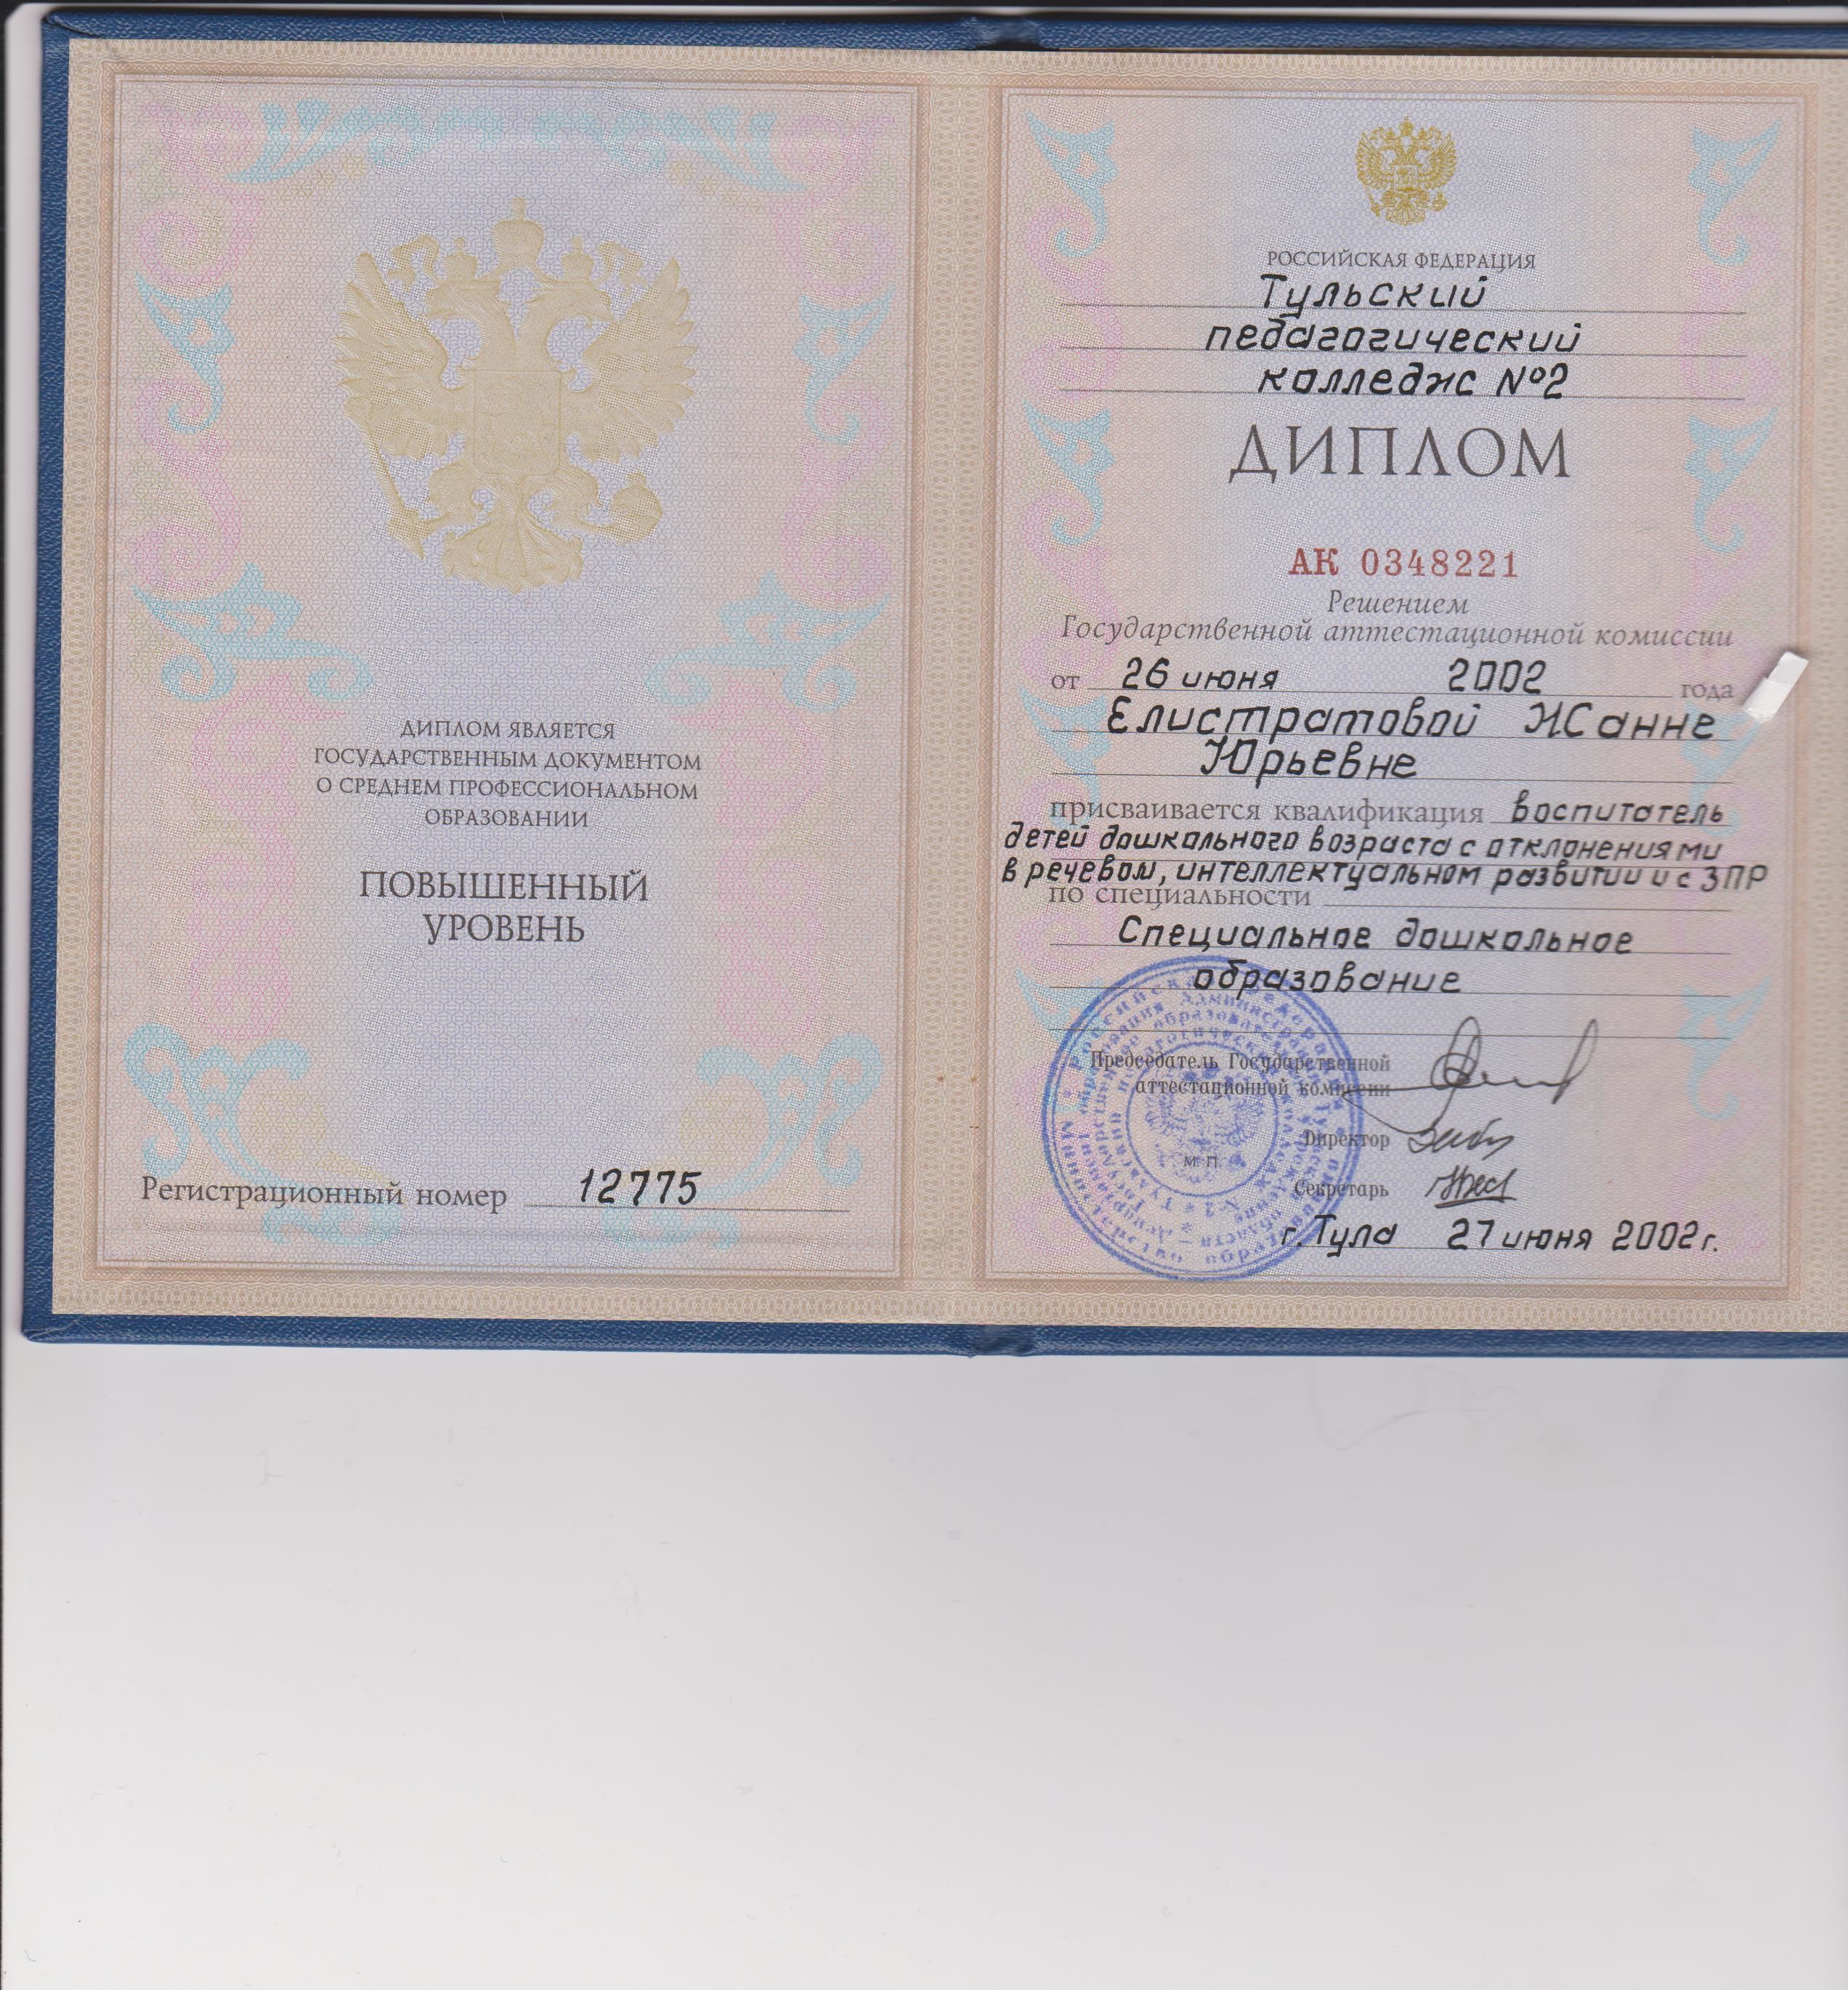 ДИПЛОМ ЯВЛЯЕТСЯ
ГОСУДАРСТВЕННЫМ ДОКУМЕНТОМ
О СРЕДНЕМ ПРОФЕССИОНАЛЬНОМ
ОБРАЗОВАНИИ
ПОВЫШЕННЫЙ
УРОВЕНЬ
Регистрационный номер 12775
РОССИЙСКАЯ ФЕДЕРАЦИЯ
Тульский
педагогический
колледж №2
ДИПЛОМ
АК 0348221
Решением
Государственной аттестационной комиссии
от 26 июня 2002 года
Елистратовой Жанне
Юрьевне
присваивается квалификация воспитатель
детей дошкольного возраста с отклонениями
в речевом, интеллектуальном развитии и с ЗПР
по специальности
Специальное дошкольное
образование
Председатель Государственной
аттестационной комиссии
Директор
М. П.
Секретарь
г. Тула 27 июня 2002 г.